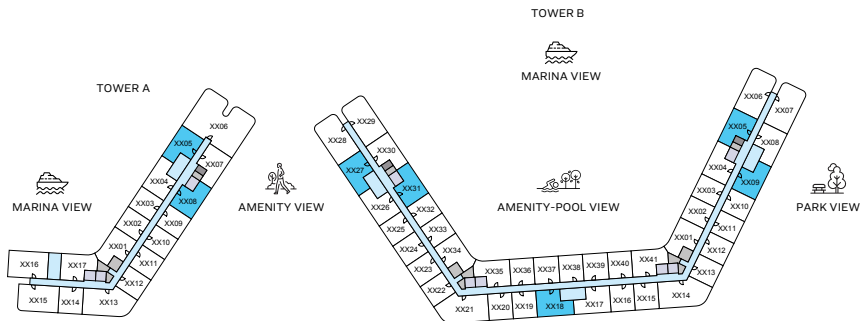 TOWER B
MARINA VIEW
TOWER A
XX06
XX05
XX07
XX04
XX08
XX03
XX09
XX02
XX10
XX01
XX11
XX12
XX16
XX17
XX15
XX14
XX13
MARINA VIEW
AMENITY VIEW
XX29
XX28
XX30
XX27
XX31
XX26
XX32
XX25
XX33
XX24
XX34
XX23
XX22
XX21
XX35
XX36
XX37
XX38
XX39
XX40
XX41
XX20
XX19
XX18
XX17
XX16
XX15
XX14
AMENITY-POOL VIEW
XX06
XX07
XX05
XX08
XX04
XX09
XX03
XX10
XX02
XX11
XX01
XX12
XX13
PARK VIEW